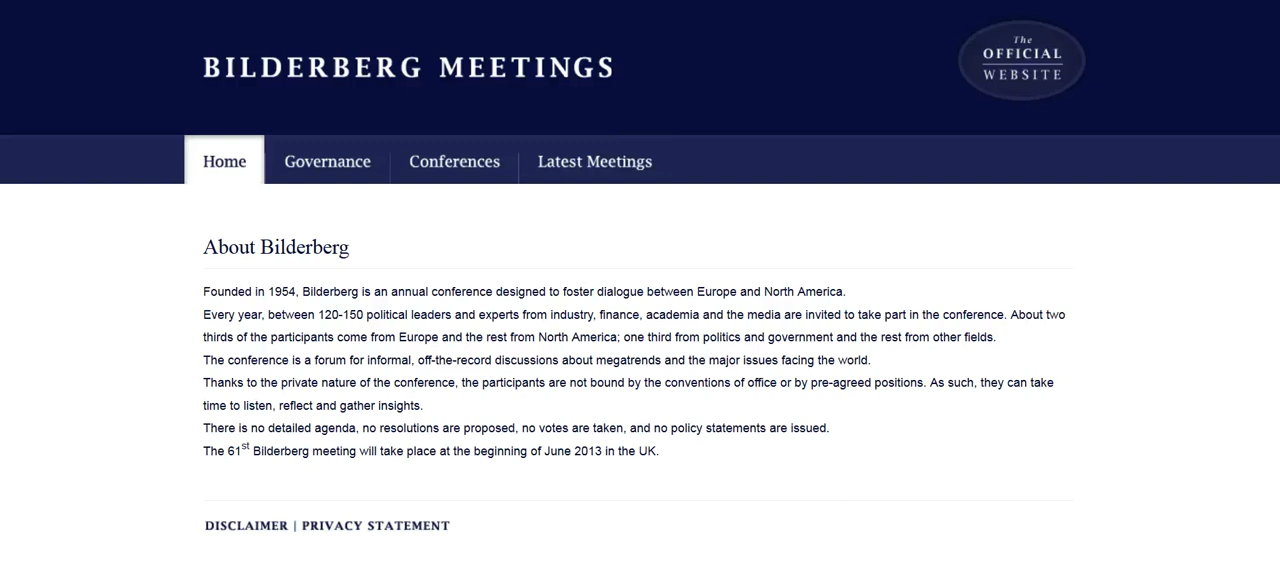 BILDERBERG MEETINGS
The
OFFICIAL
WEBSITE
Home Governance Conferences Latest Meetings
About Bilderberg
Founded in 1954, Bilderberg is an annual conference designed to foster dialogue between Europe and North America.
Every year, between 120-150 political leaders and experts from industry, finance, academia and the media are invited to take part in the conference. About two
thirds of the participants come from Europe and the rest from North America; one third from politics and government and the rest from other fields.
The conference is a forum for informal, off-the-record discussions about megatrends and the major issues facing the world.
Thanks to the private nature of the conference, the participants are not bound by the conventions of office or by pre-agreed positions. As such, they can take
time to listen, reflect and gather insights.
There is no detailed agenda, no resolutions are proposed, no votes are taken, and no policy statements are issued.
The 61st Bilderberg meeting will take place at the beginning of June 2013 in the UK.
DISCLAIMER | PRIVACY STATEMENT